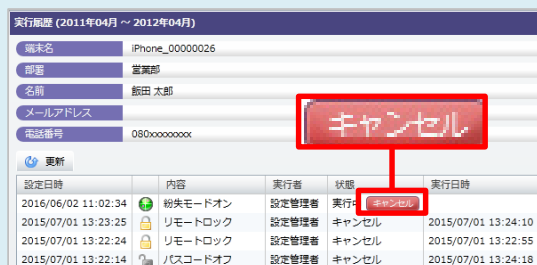 実行履歴 (2011年04月 ～ 2012年04月)
端末名 iPhone_00000026
部署 営業部
名前 飯田 太郎
メールアドレス
電話番号 080xxxxxxxx
キャンセル
更新
設定日時 内容 実行者 状態 実行日時
2016/06/02 11:02:34 紛失モードオン 設定管理者 実行中 キャンセル
2015/07/01 13:23:25 リモートロック 設定管理者 キャンセル 2015/07/01 13:24:10
2015/07/01 13:22:24 リモートロック 設定管理者 キャンセル 2015/07/01 13:22:55
2015/07/01 13:22:14 パスコードオフ 設定管理者 キャンセル 2015/07/01 13:24:18